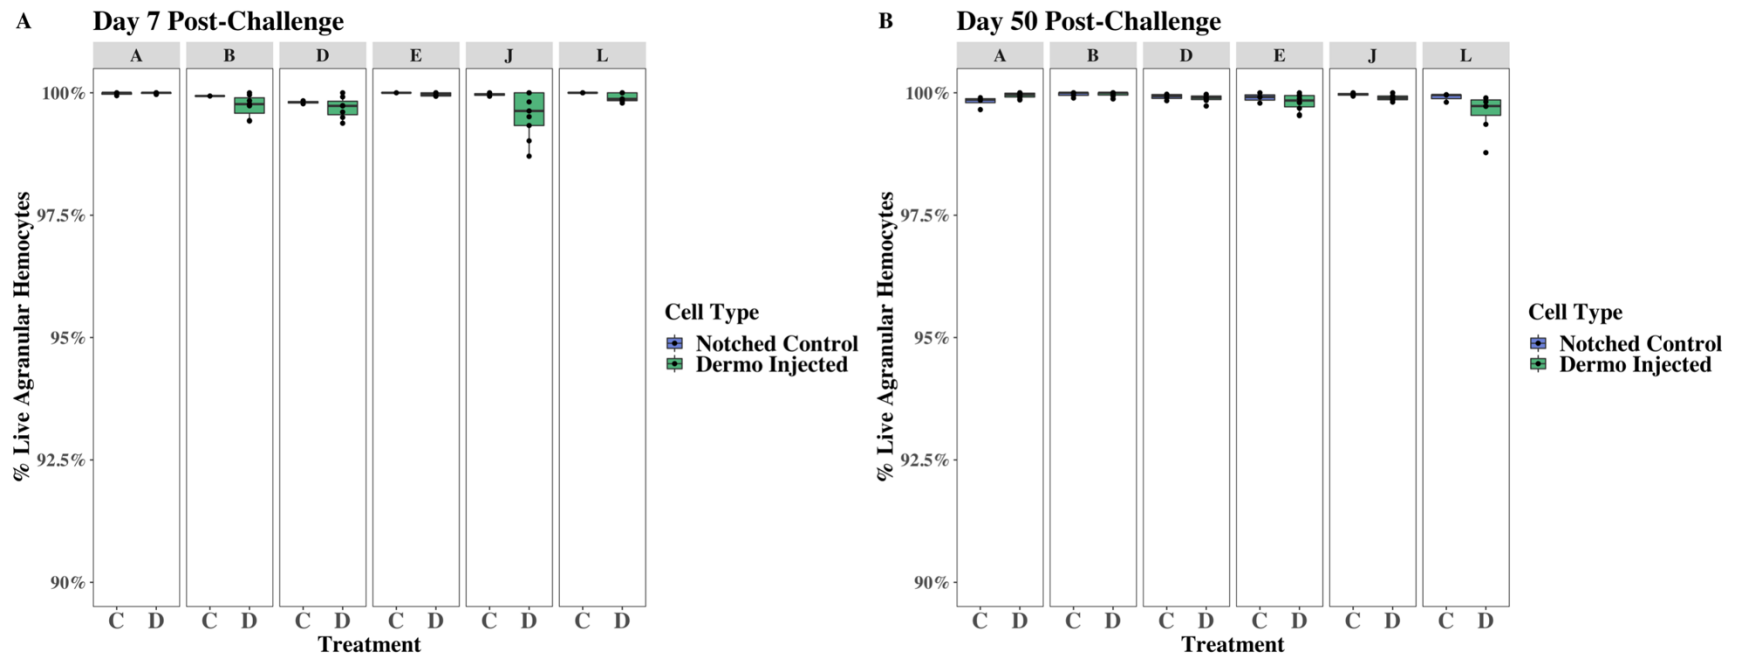 A Day 7 Post-Challenge
A B D E J L
100%
97.5%
95%
92.5%
90%
% Live Agranular Hemocytes
C D C D C D C D C D C D
Treatment
Cell Type
Notched Control
Dermo Injected
B Day 50 Post-Challenge
A B D E J L
100%
97.5%
95%
92.5%
90%
% Live Agranular Hemocytes
C D C D C D C D C D C D
Treatment
Cell Type
Notched Control
Dermo Injected